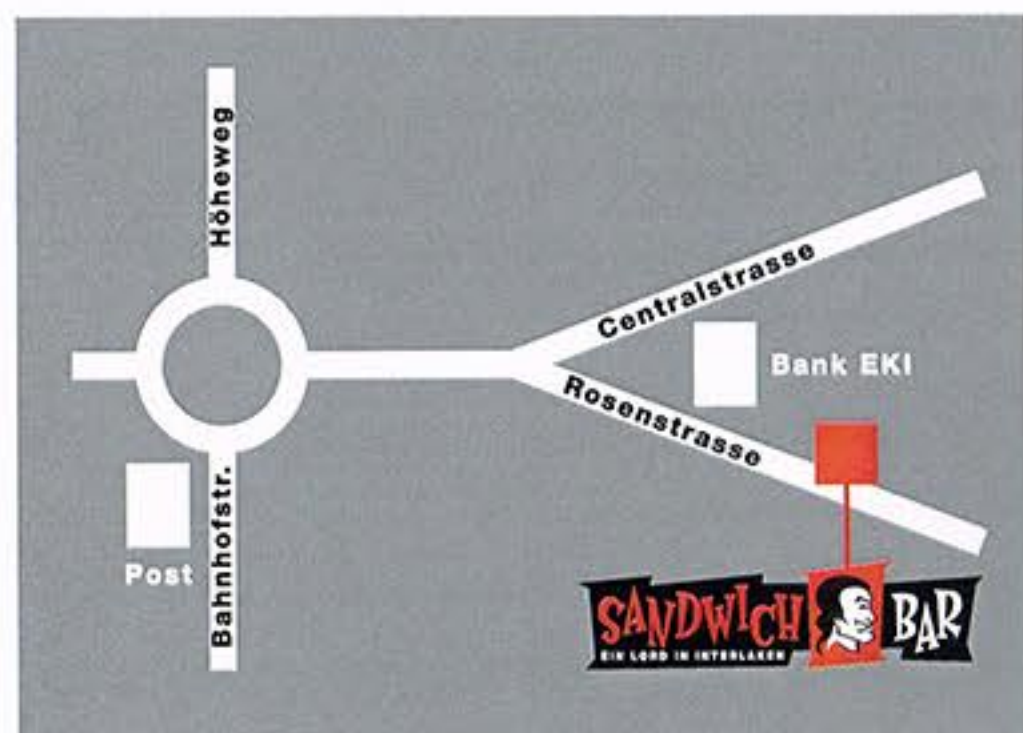 Höheweg
Centralstrasse
Bank EKI
Rosenstrasse
Post
Bahnhofstr.
SANDWICH BAR
EIN LORD IN INTERLAKEN